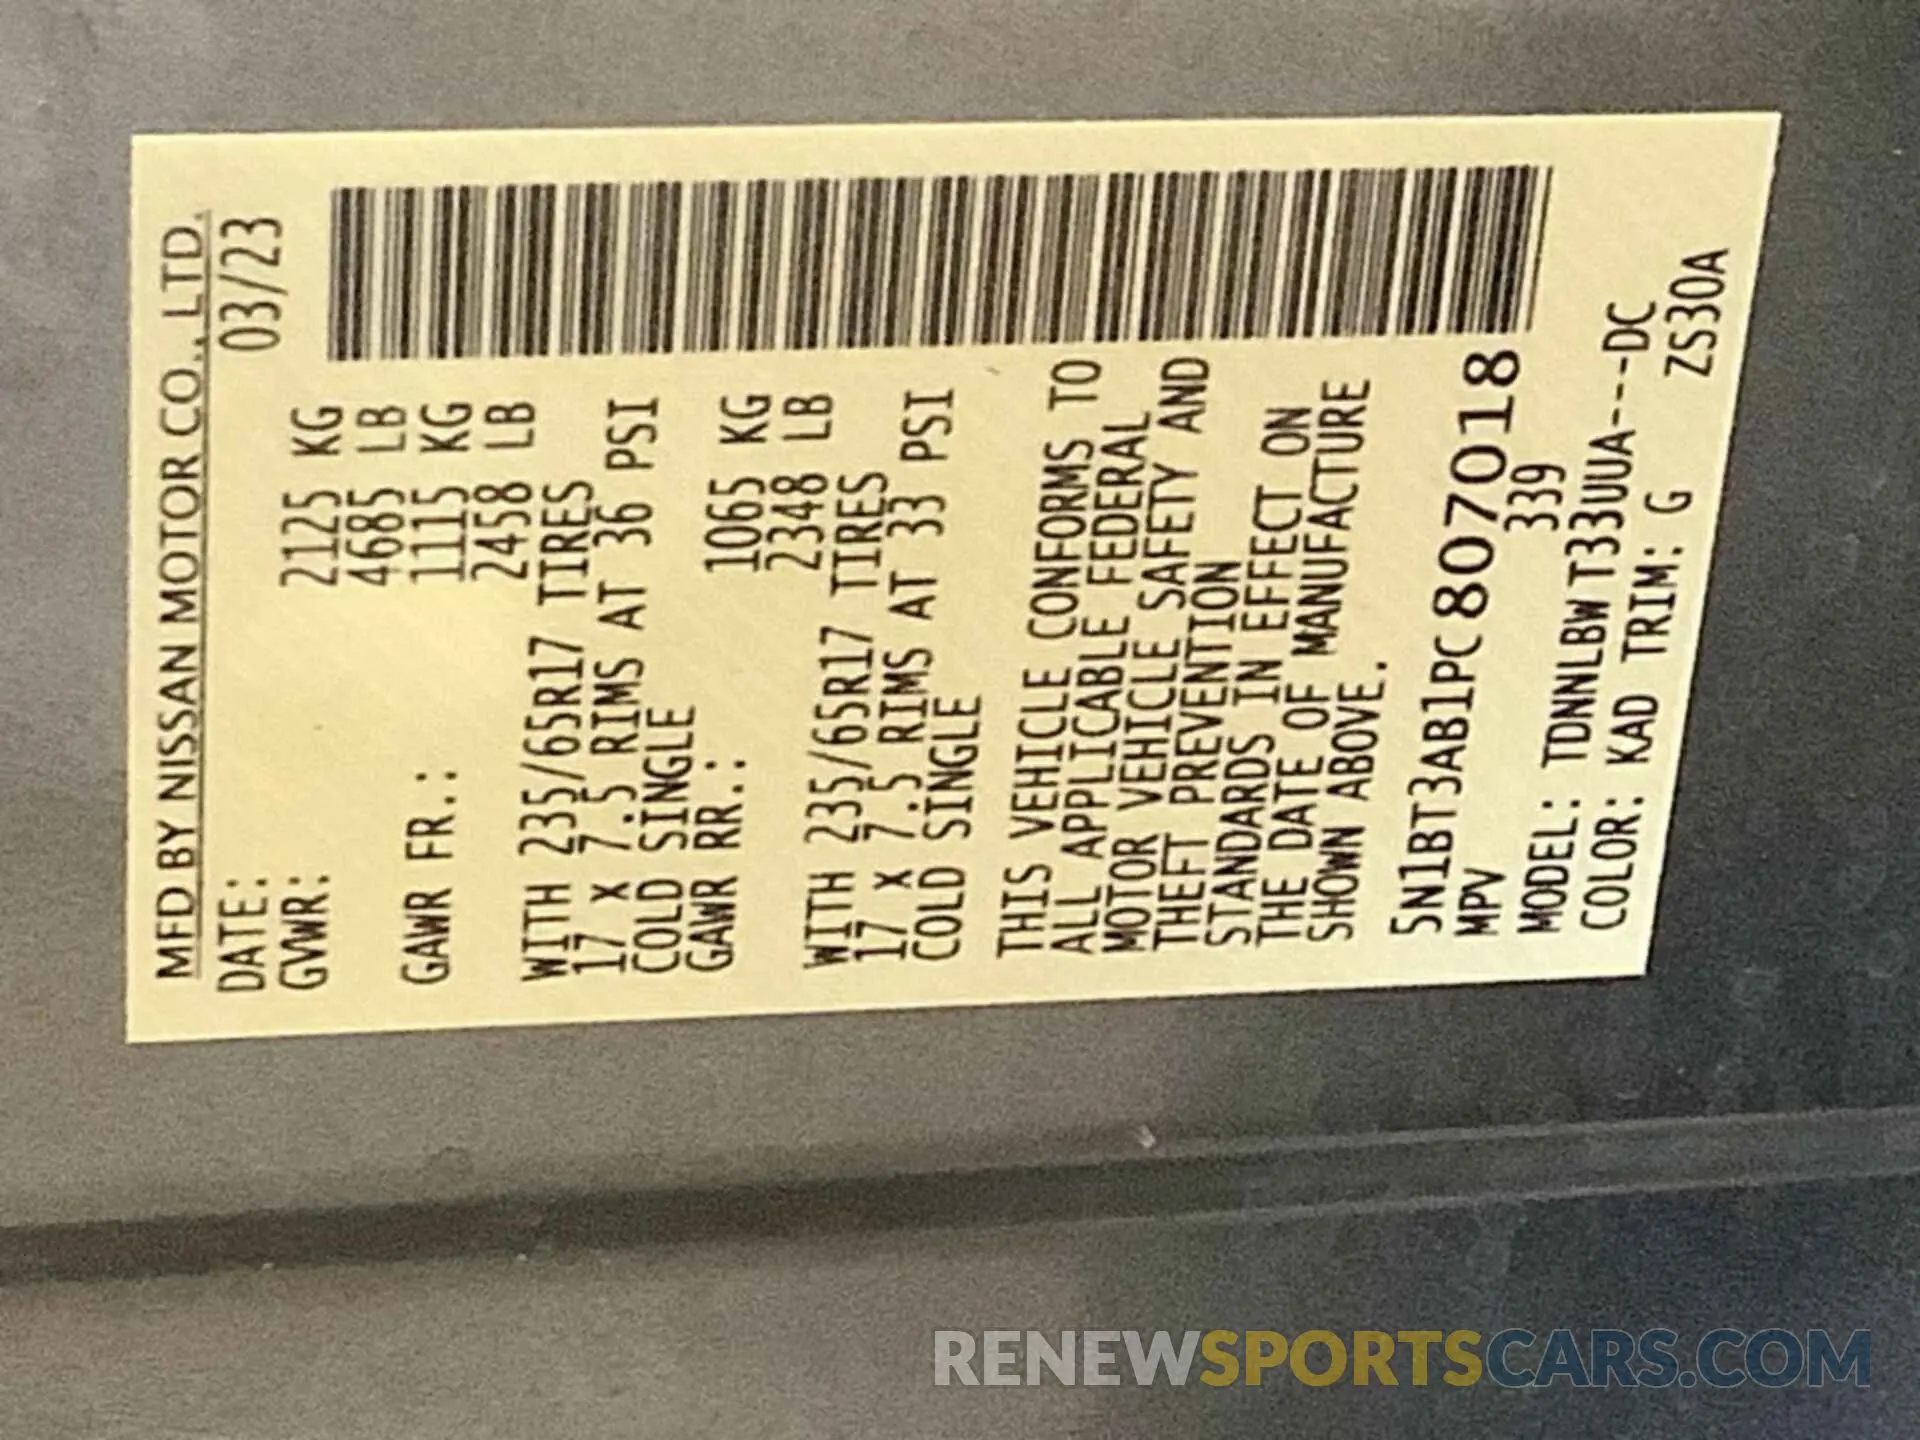 MFD BY NISSAN MOTOR CO., LTD.
DATE: 03/23
GVWR: 2125 KG
4685 LB
GAWR FR.: 1115 KG
2458 LB
WITH 235/65R17 TIRES
17 X 7.5 RIMS AT 36 PSI
COLD SINGLE
GAWR RR.: 1065 KG
2348 LB
WITH 235/65R17 TIRES
17 X 7.5 RIMS AT 33 PSI
COLD SINGLE
THIS VEHICLE CONFORMS TO
ALL APPLICABLE FEDERAL
MOTOR VEHICLE SAFETY AND
THEFT PREVENTION
STANDARDS IN EFFECT ON
THE DATE OF MANUFACTURE
SHOWN ABOVE.
5N1BT3AB1PC807018
MPV 339
MODEL: TDNNLBWT33UUA---DC
COLOR: KAD TRIM: G ZS30A
RENEWSPORTSCARS.COM